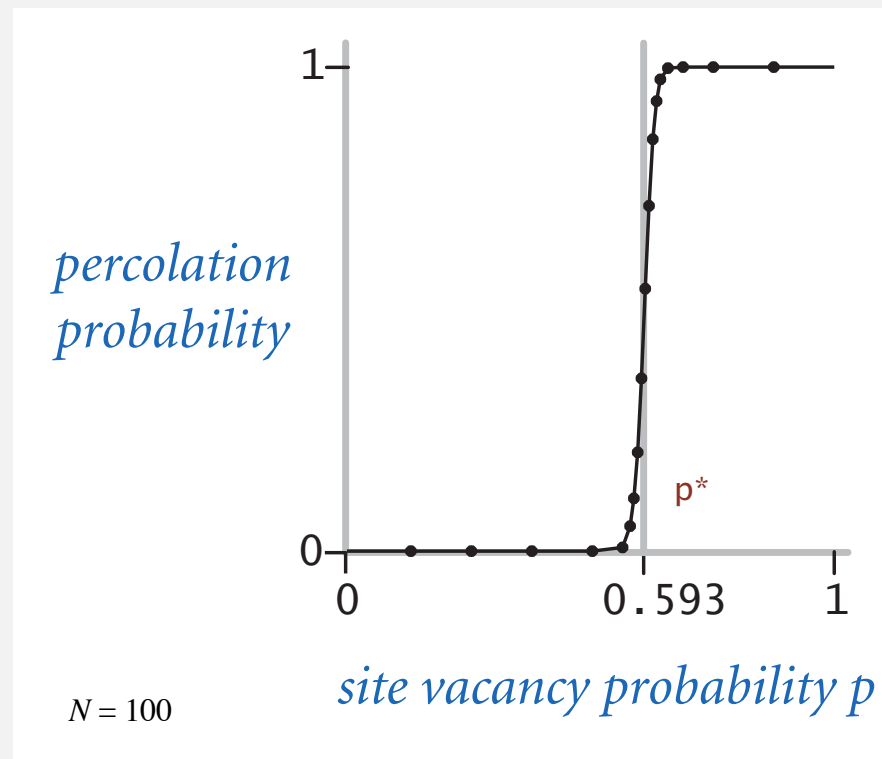 1
percolation
probability
p*
0
0
0.593
1
site vacancy probability p
N = 100